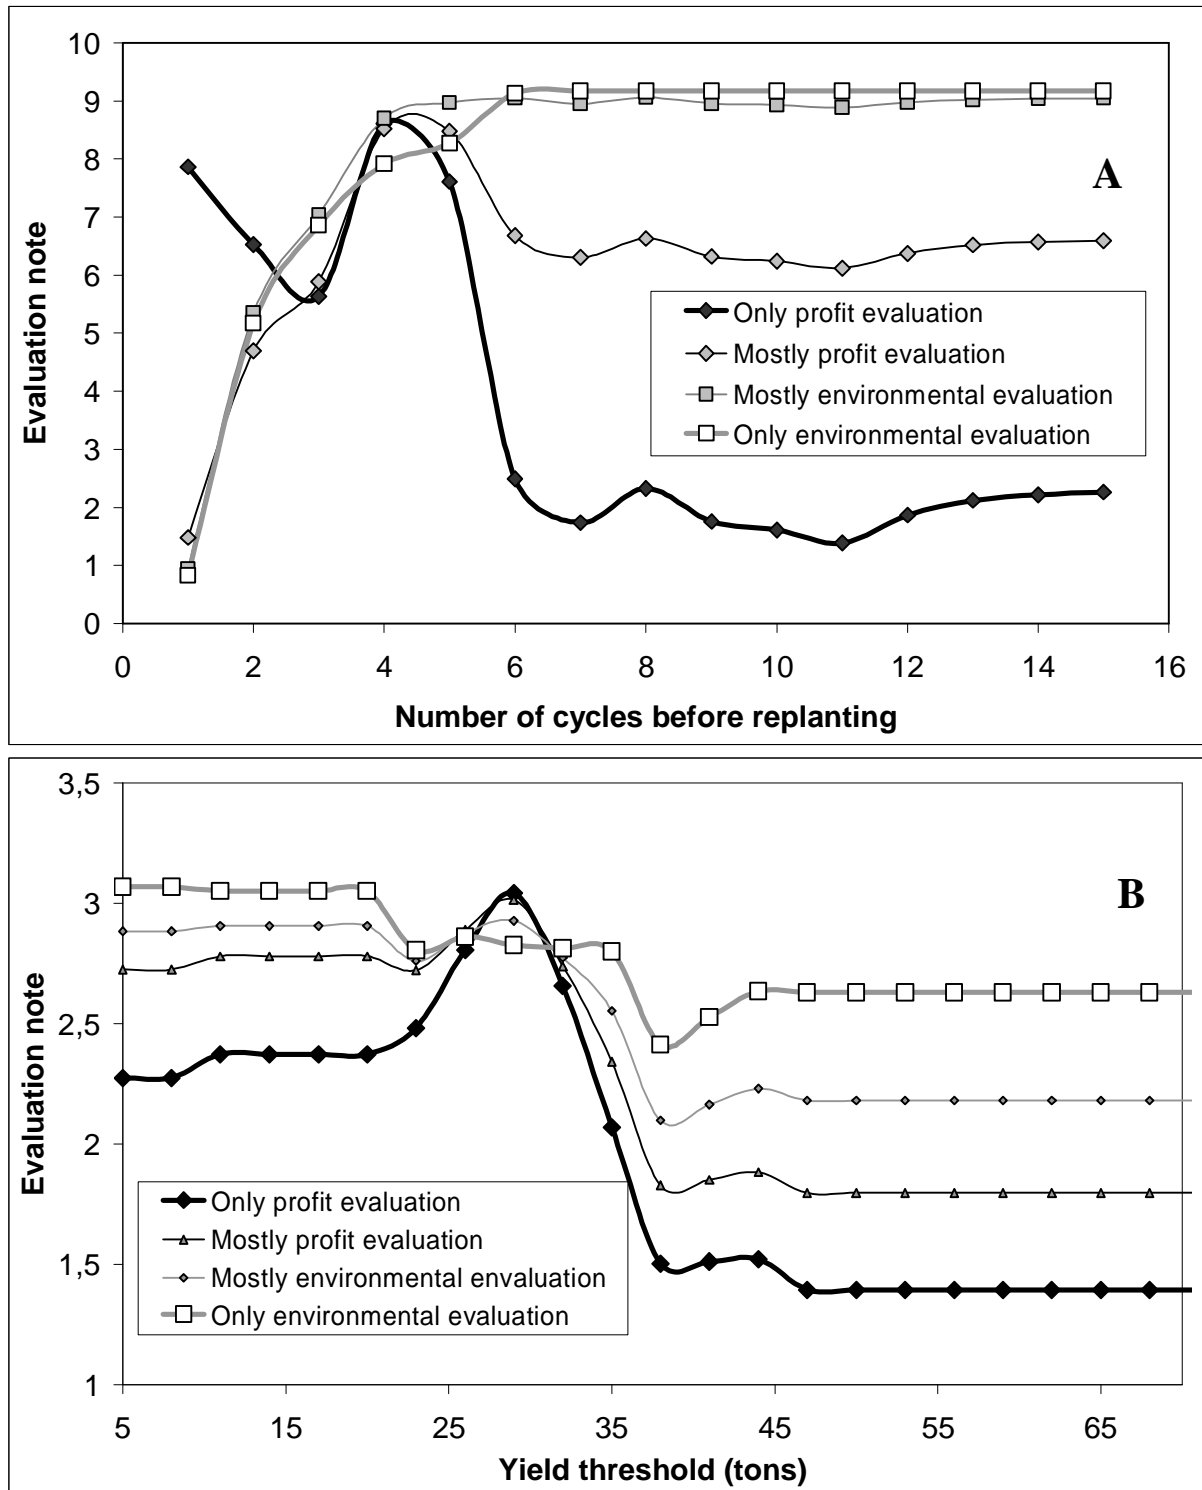 10
9
8
7
6
5
4
3
2
1
0
Evaluation note
A
Only profit evaluation
Mostly profit evaluation
Mostly environmental evaluation
Only environmental evaluation
0 2 4 6 8 10 12 14 16
Number of cycles before replanting
3,5
3
2,5
2
1,5
1
Evaluation note
B
Only profit evaluation
Mostly profit evaluation
Mostly environmental envaluation
Only environmental evaluation
5 15 25 35 45 55 65
Yield threshold (tons)